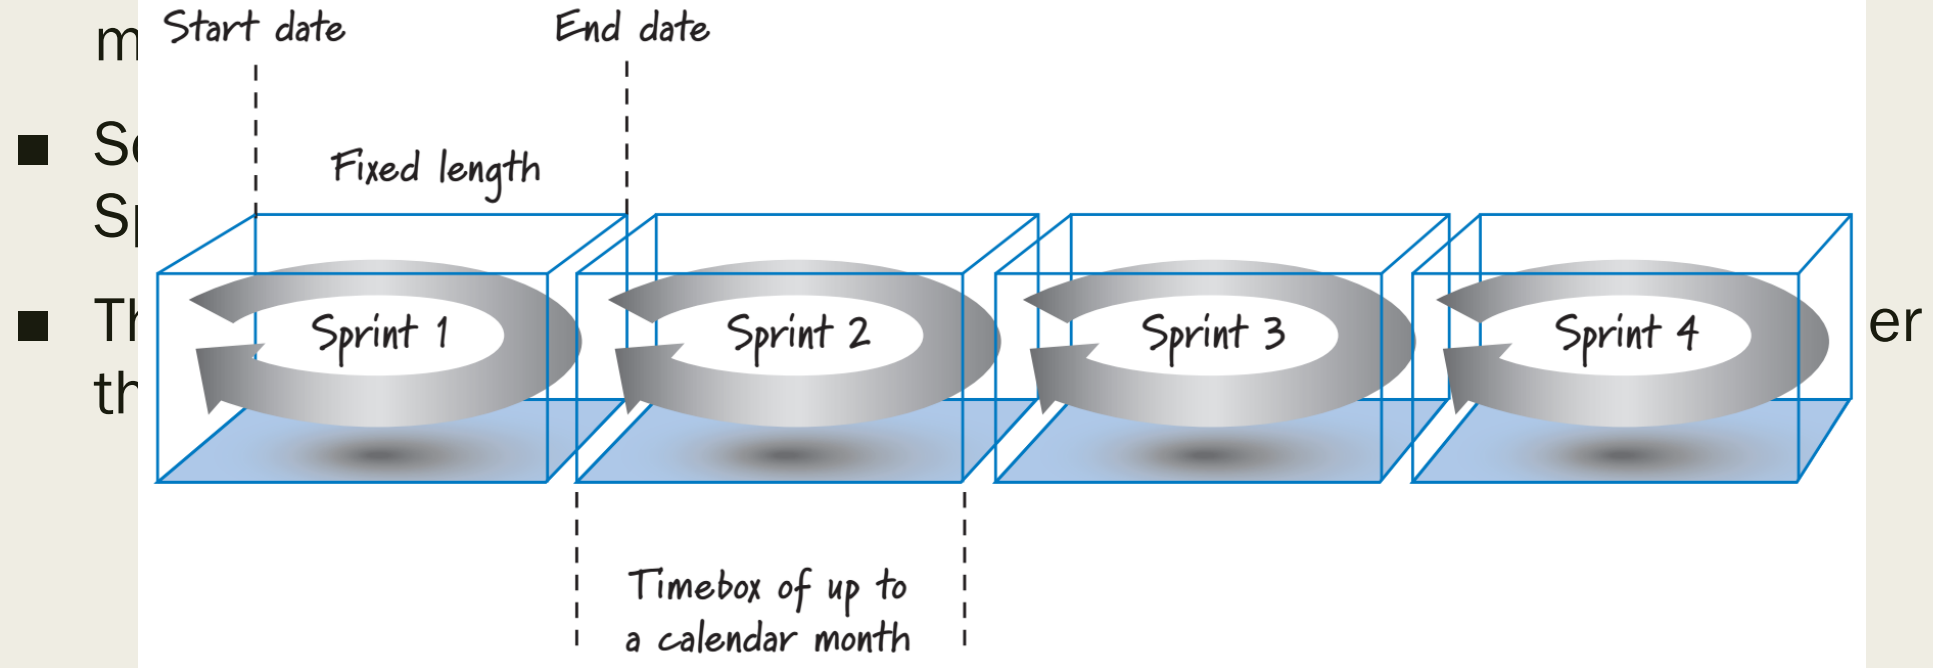 Start date
End date
Fixed length
Sprint 1
Sprint 2
Sprint 3
Sprint 4
er
Timebox of up to
a calendar month